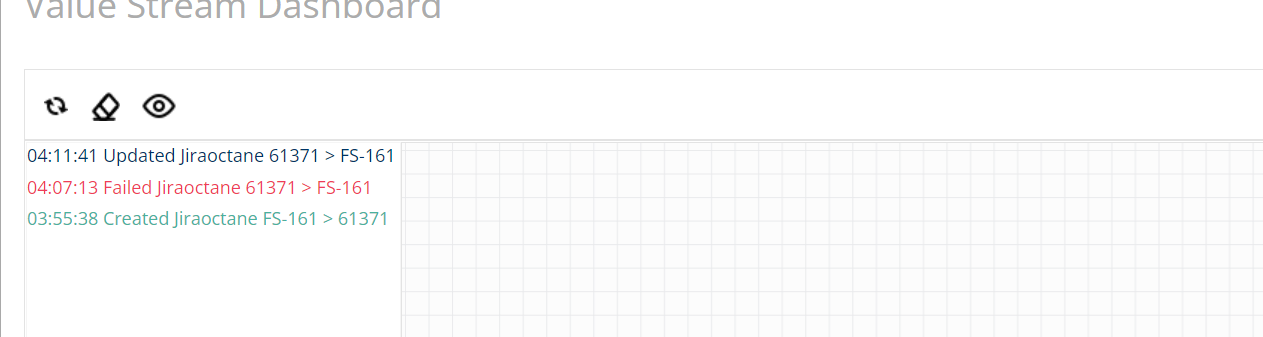 Value Stream Dashboard
04:11:41 Updated Jiraoctane 61371 > FS-161
04:07:13 Failed Jiraoctane 61371 > FS-161
03:55:38 Created Jiraoctane FS-161 > 61371